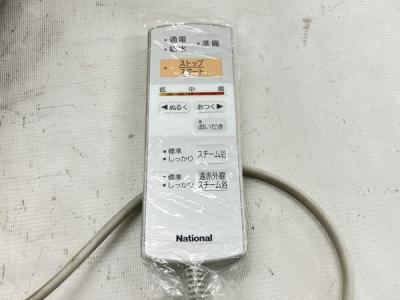 •通電 •準備
•給水
•ストップ
スタート
低 中 高
◀ぬるく あつく▶
•追いだき
•標準 スチーム浴
•しっかり
•標準 遠赤外線
•しっかり スチーム浴
National